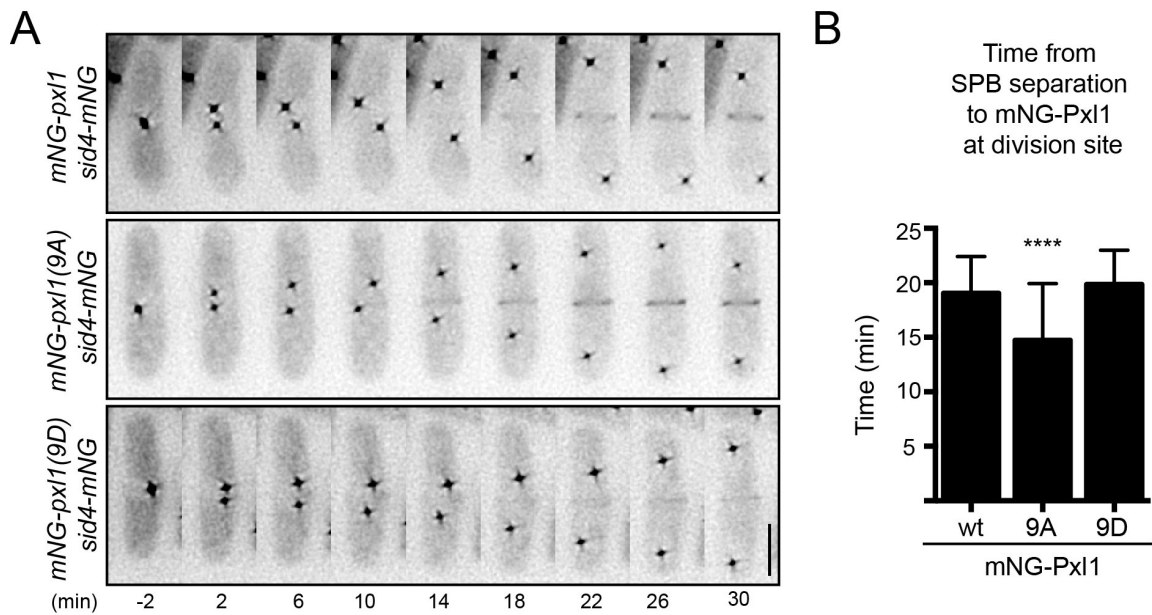 A
mNG-pxl1
sid4-mNG
mNG-pxl1(9A)
sid4-mNG
mNG-pxl1(9D)
sid4-mNG
(min) -2 2 6 10 14 18 22 26 30
B
Time from
SPB separation
to mNG-Pxl1
at division site
Time (min)
25
20
15
10
5
****
wt 9A 9D
mNG-Pxl1